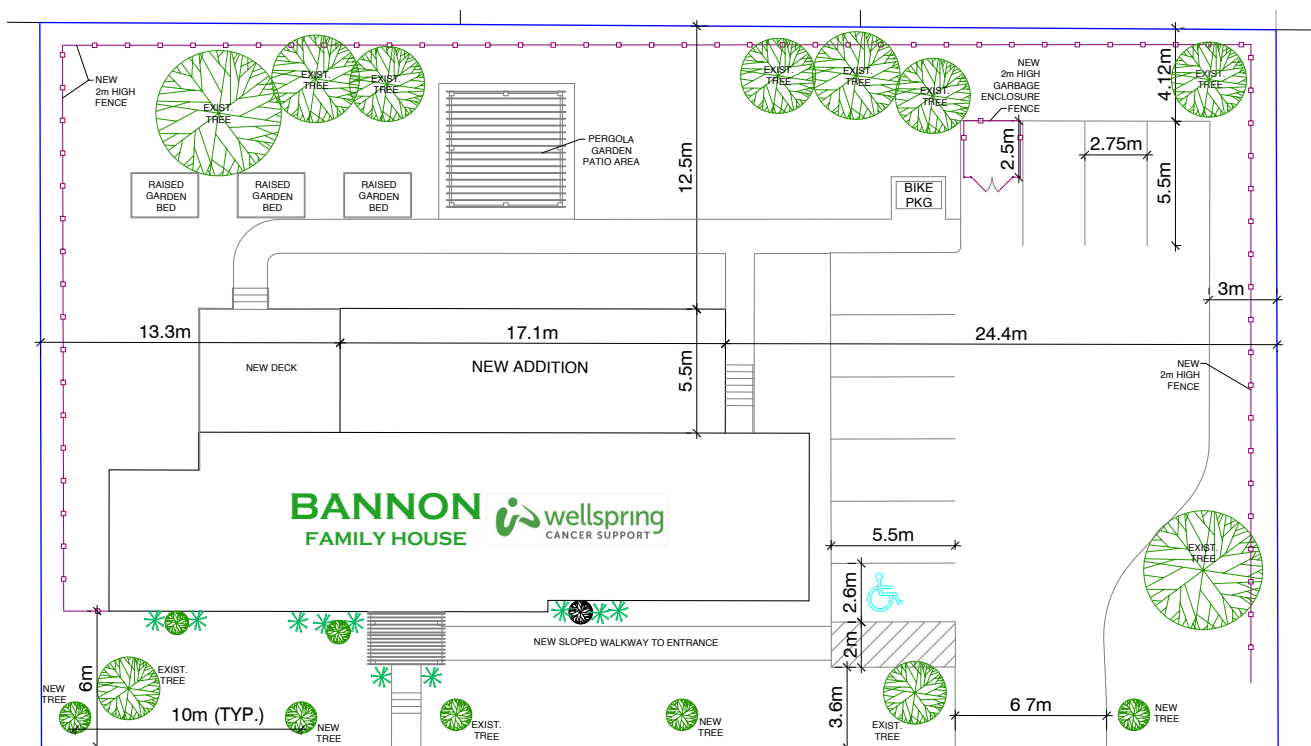 NEW
2m HIGH
FENCE
EXIST.
TREE
EXIST.
TREE
EXIST.
TREE
EXIST.
TREE
EXIST.
TREE
EXIST.
TREE
NEW
2m HIGH
GARBAGE
ENCLOSURE
FENCE
4.12m
EXIST.
TREE
PERGOLA
GARDEN
PATIO AREA
12.5m
2.5m
2.75m
5.5m
RAISED
GARDEN
BED
RAISED
GARDEN
BED
RAISED
GARDEN
BED
BIKE
PKG
3m
13.3m
17.1m
24.4m
NEW DECK
NEW ADDITION
5.5m
NEW
2m HIGH
FENCE
BANNON
FAMILY HOUSE
wellspring
CANCER SUPPORT
5.5m
EXIST.
TREE
2.6m
NEW SLOPED WALKWAY TO ENTRANCE
2m
6m
EXIST.
TREE
NEW
TREE
10m (TYP.)
NEW
TREE
EXIST.
TREE
NEW
TREE
3.6m
EXIST.
TREE
6 7m
NEW
TREE